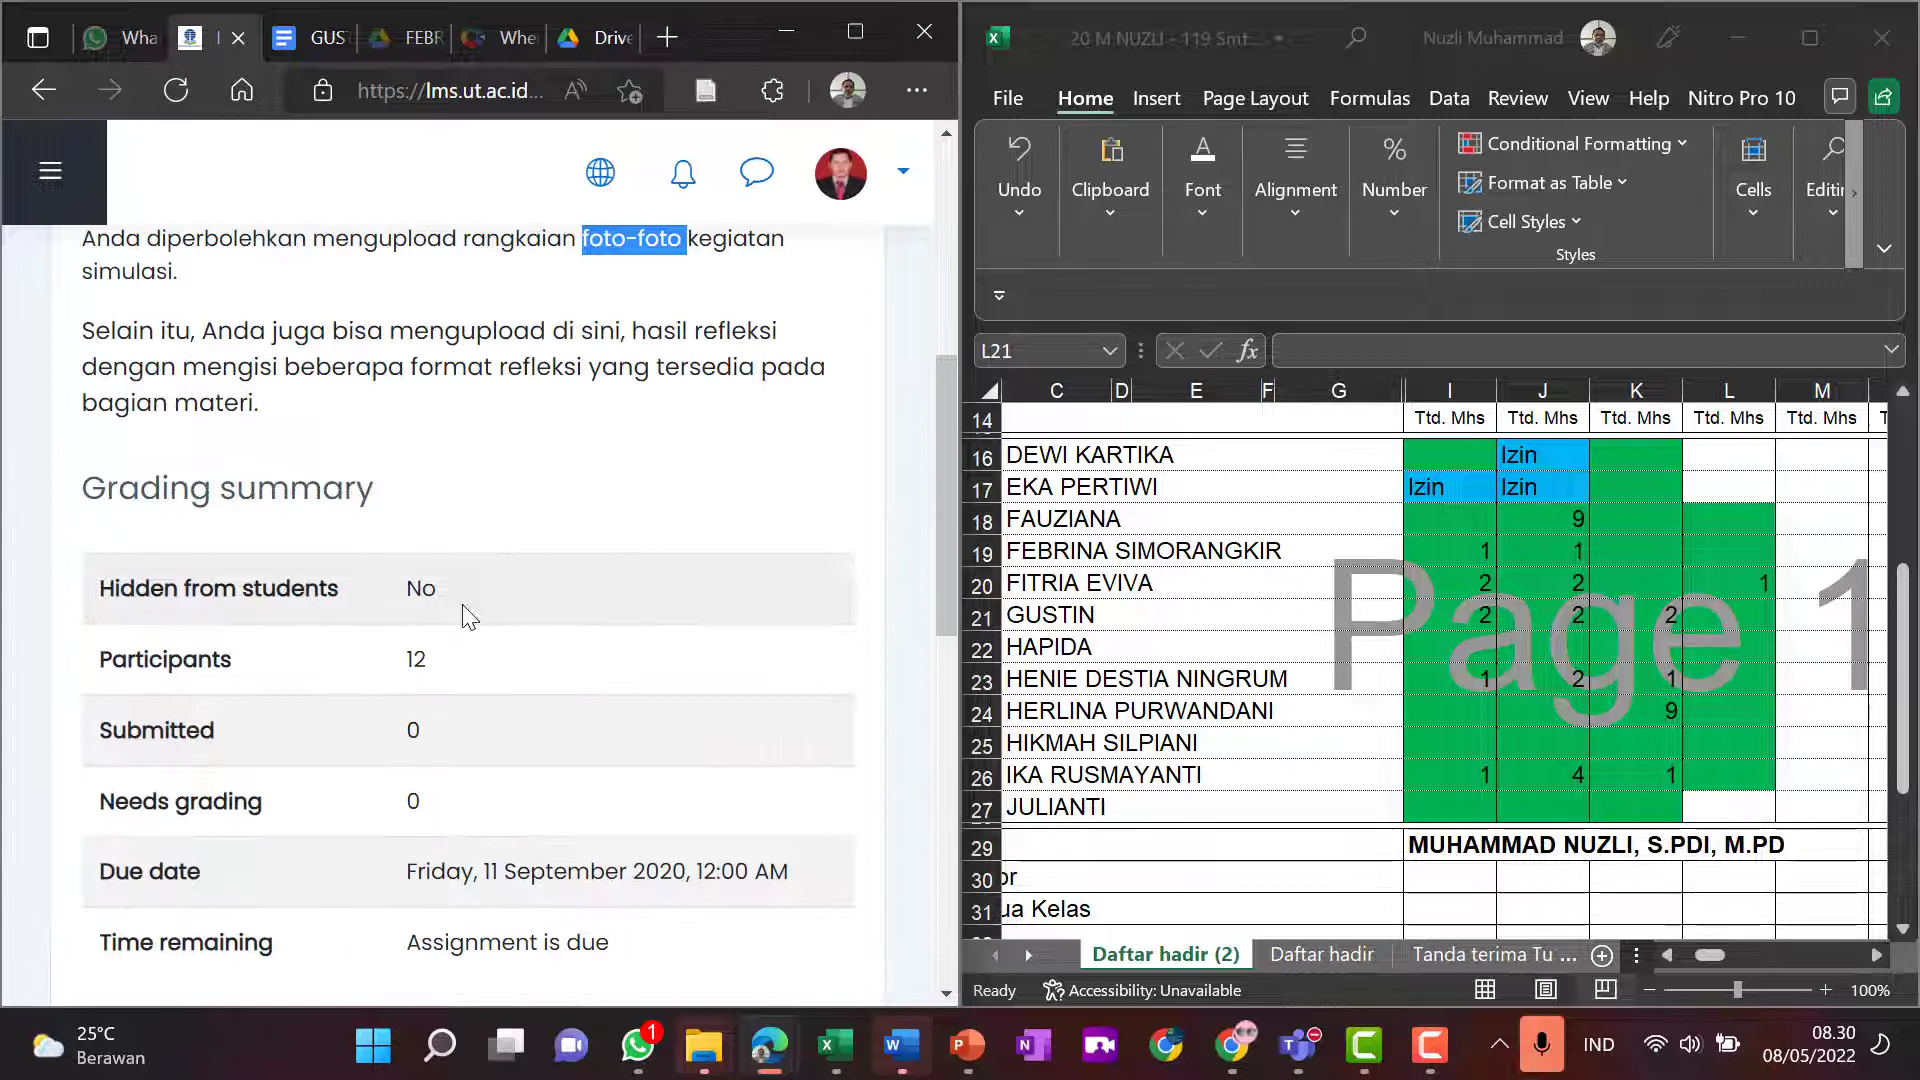 Wha
GUS
FEBR
Whe
Drive
https://lms.ut.ac.id...
Anda diperbolehkan mengupload rangkaian foto-foto kegiatan
simulasi.
Selain itu, Anda juga bisa mengupload di sini, hasil refleksi
dengan mengisi beberapa format refleksi yang tersedia pada
bagian materi.
Grading summary
Hidden from students No
Participants 12
Submitted 0
Needs grading 0
Due date Friday, 11 September 2020, 12:00 AM
Time remaining Assignment is due
20 M NUZLI - 119 Smt
Nuzli Muhammad
File Home Insert Page Layout Formulas Data Review View Help Nitro Pro 10
Undo
Clipboard
Font
Alignment
Number
Conditional Formatting
Format as Table
Cell Styles
Styles
Cells
Editin
L21
fx
C D E F G I J K L M
14 Ttd. Mhs Ttd. Mhs Ttd. Mhs Ttd. Mhs Ttd. Mhs T
16 DEWI KARTIKA Izin
17 EKA PERTIWI Izin Izin
18 FAUZIANA 9
19 FEBRINA SIMORANGKIR 1 1
20 FITRIA EVIVA 2 2 1
21 GUSTIN 2 2 2
22 HAPIDA
23 HENIE DESTIA NINGRUM 1 2 1
24 HERLINA PURWANDANI 9
25 HIKMAH SILPIANI
26 IKA RUSMAYANTI 1 4 1
27 JULIANTI
Page 1
29 MUHAMMAD NUZLI, S.PDI, M.PD
30 or
31 ua Kelas
Daftar hadir (2) Daftar hadir Tanda terima Tu ...
Ready Accessibility: Unavailable 100%
25°C
Berawan
1
IND
08.30
08/05/2022